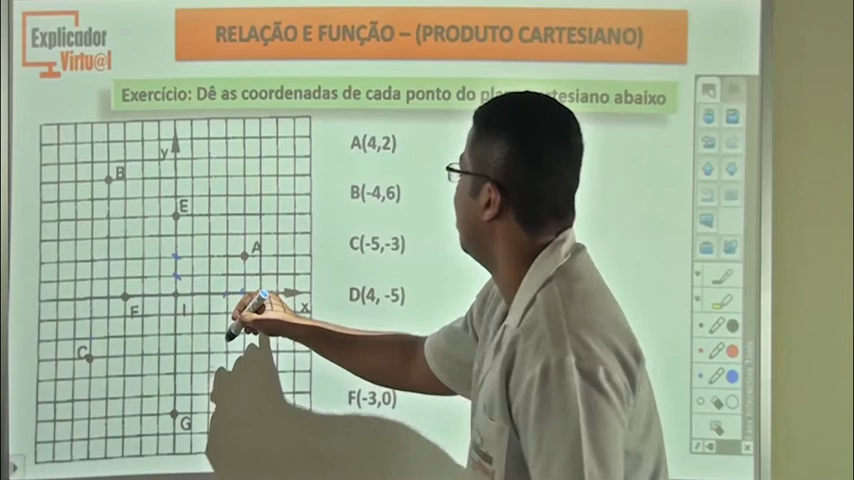 EXplicador
Virtu@l
RELAÇÃO E FUNÇÃO – (PRODUTO CARTESIANO)
Exercício: Dê as coordenadas de cada ponto do pla esiano abaixo
y
A(4,2)
B
B(-4,6)
E
A
C(-5,-3)
D(4, -5)
F
I
x
C
F(-3,0)
G